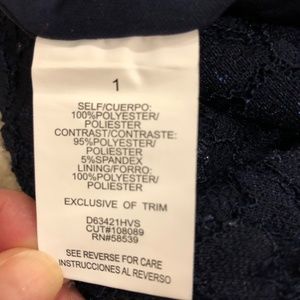 1
SELF/CUERPO:
100%POLYESTER/
POLIESTER
CONTRAST/CONTRASTE:
95%POLYESTER/
POLIESTER
5%SPANDEX
LINING/FORRO:
100%POLYESTER/
POLIESTER
EXCLUSIVE OF TRIM
D63421HVS
CUT#108089
RN#58539
SEE REVERSE FOR CARE
INSTRUCCIONES AL REVERSO